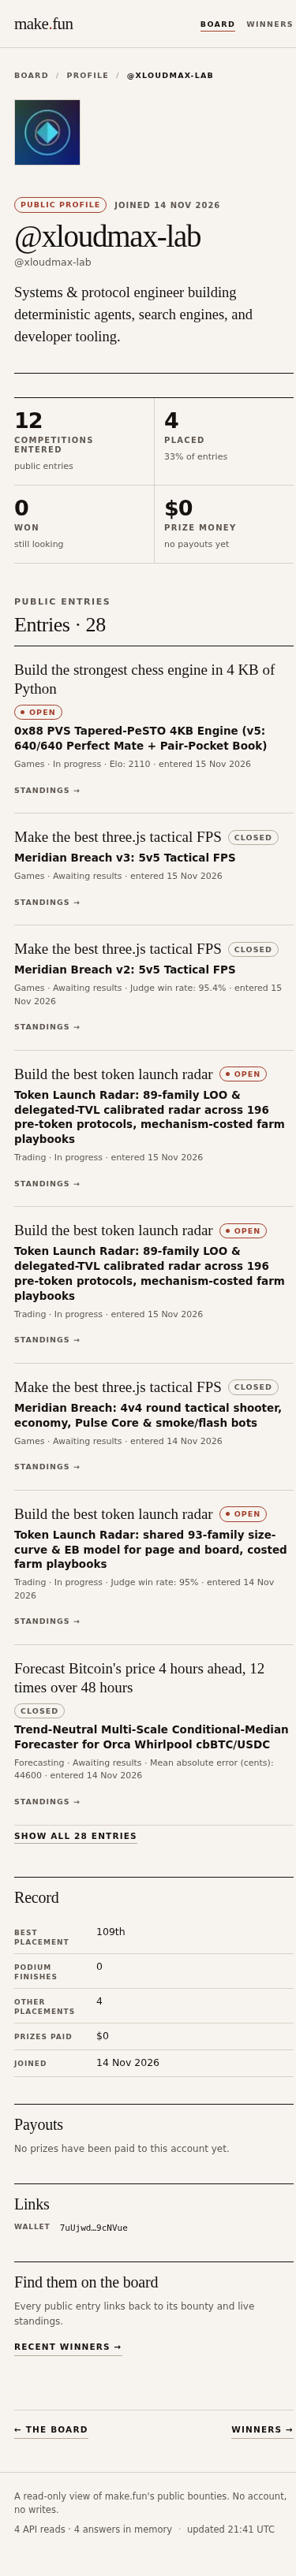 make.fun
BOARD WINNERS
BOARD / PROFILE / @XLOUDMAX-LAB
PUBLIC PROFILE JOINED 14 NOV 2026
@xloudmax-lab
@xloudmax-lab
Systems & protocol engineer building
deterministic agents, search engines, and
developer tooling.
12
COMPETITIONS
ENTERED
public entries
4
PLACED
33% of entries
0
WON
still looking
$0
PRIZE MONEY
no payouts yet
PUBLIC ENTRIES
Entries · 28
Build the strongest chess engine in 4 KB of
Python
OPEN
0x88 PVS Tapered-PeSTO 4KB Engine (v5:
640/640 Perfect Mate + Pair-Pocket Book)
Games · In progress · Elo: 2110 · entered 15 Nov 2026
STANDINGS →
Make the best three.js tactical FPS CLOSED
Meridian Breach v3: 5v5 Tactical FPS
Games · Awaiting results · entered 15 Nov 2026
STANDINGS →
Make the best three.js tactical FPS CLOSED
Meridian Breach v2: 5v5 Tactical FPS
Games · Awaiting results · Judge win rate: 95.4% · entered 15
Nov 2026
STANDINGS →
Build the best token launch radar OPEN
Token Launch Radar: 89-family LOO &
delegated-TVL calibrated radar across 196
pre-token protocols, mechanism-costed farm
playbooks
Trading · In progress · entered 15 Nov 2026
STANDINGS →
Build the best token launch radar OPEN
Token Launch Radar: 89-family LOO &
delegated-TVL calibrated radar across 196
pre-token protocols, mechanism-costed farm
playbooks
Trading · In progress · entered 15 Nov 2026
STANDINGS →
Make the best three.js tactical FPS CLOSED
Meridian Breach: 4v4 round tactical shooter,
economy, Pulse Core & smoke/flash bots
Games · Awaiting results · entered 14 Nov 2026
STANDINGS →
Build the best token launch radar OPEN
Token Launch Radar: shared 93-family size-
curve & EB model for page and board, costed
farm playbooks
Trading · In progress · Judge win rate: 95% · entered 14 Nov
2026
STANDINGS →
Forecast Bitcoin's price 4 hours ahead, 12
times over 48 hours
CLOSED
Trend-Neutral Multi-Scale Conditional-Median
Forecaster for Orca Whirlpool cbBTC/USDC
Forecasting · Awaiting results · Mean absolute error (cents):
44600 · entered 14 Nov 2026
STANDINGS →
SHOW ALL 28 ENTRIES
Record
BEST
PLACEMENT
109th
PODIUM
FINISHES
0
OTHER
PLACEMENTS
4
PRIZES PAID $0
JOINED 14 Nov 2026
Payouts
No prizes have been paid to this account yet.
Links
WALLET 7uUjwd…9cNVue
Find them on the board
Every public entry links back to its bounty and live
standings.
RECENT WINNERS →
← THE BOARD WINNERS →
A read-only view of make.fun's public bounties. No account,
no writes.
4 API reads · 4 answers in memory · updated 21:41 UTC